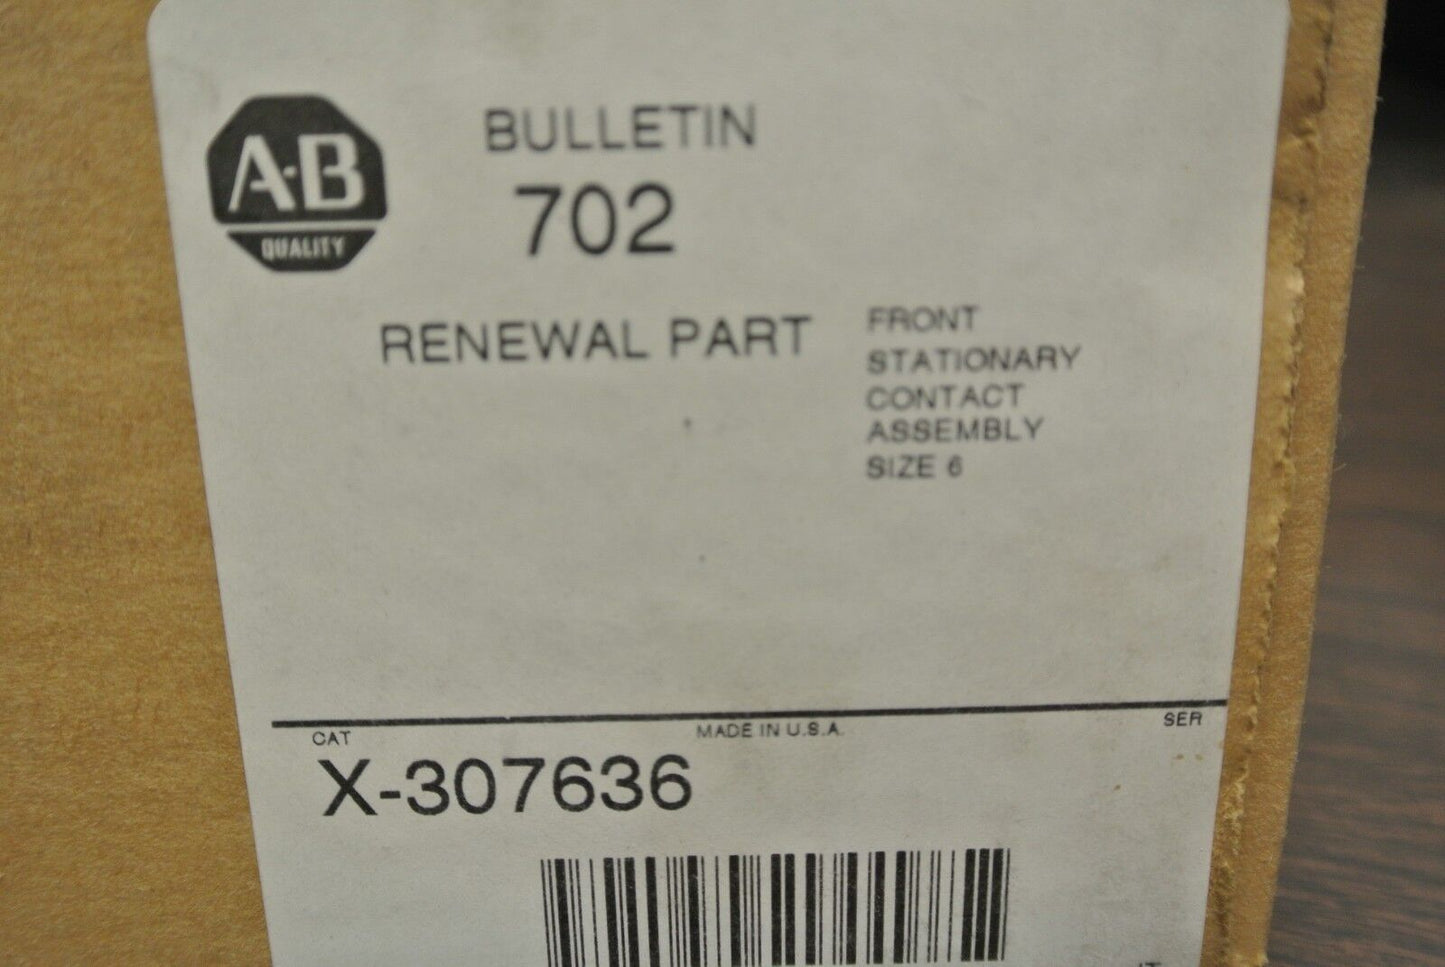 A-B
QUALITY
BULLETIN
702
RENEWAL PART
FRONT
STATIONARY
CONTACT
ASSEMBLY
SIZE 6
CAT
MADE IN U.S.A.
SER
X-307636